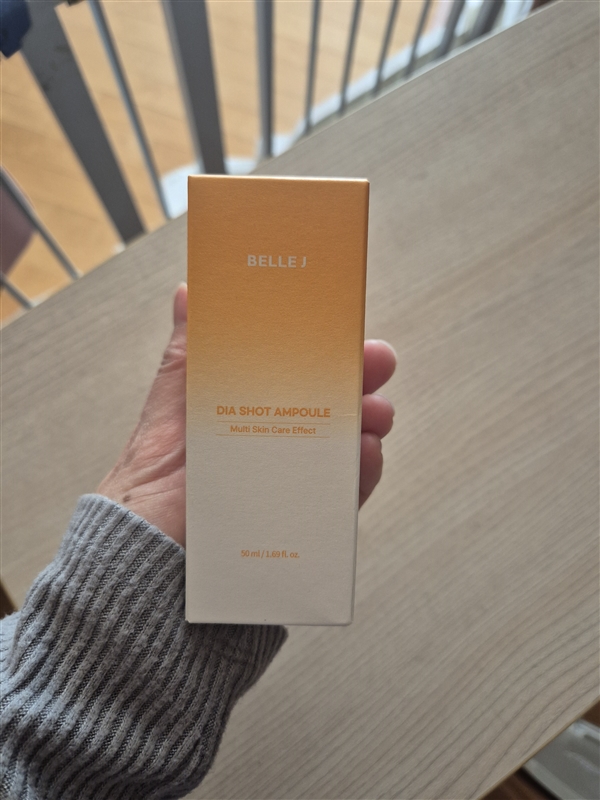 BELLE J
DIA SHOT AMPOULE
Multi Skin Care Effect
50 ml / 1.69 fl. oz.